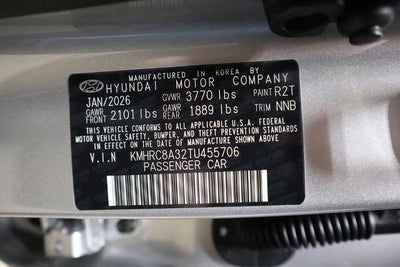 MANUFACTURED IN KOREA BY
HYUNDAI MOTOR COMPANY
JAN/2026 GVWR 3770 lbs PAINT R2T
GAWR FRONT 2101 lbs GAWR REAR 1889 lbs TRIM NNB
THIS VEHICLE CONFORMS TO ALL APPLICABLE U.S. FEDERAL
MOTOR VEHICLE SAFETY, BUMPER, AND THEFT PREVENTION
STANDARDS IN EFFECT ON THE DATE OF MANUFACTURE SHOWN ABOVE
V.I.N KMHRC8A32TU455706
PASSENGER CAR